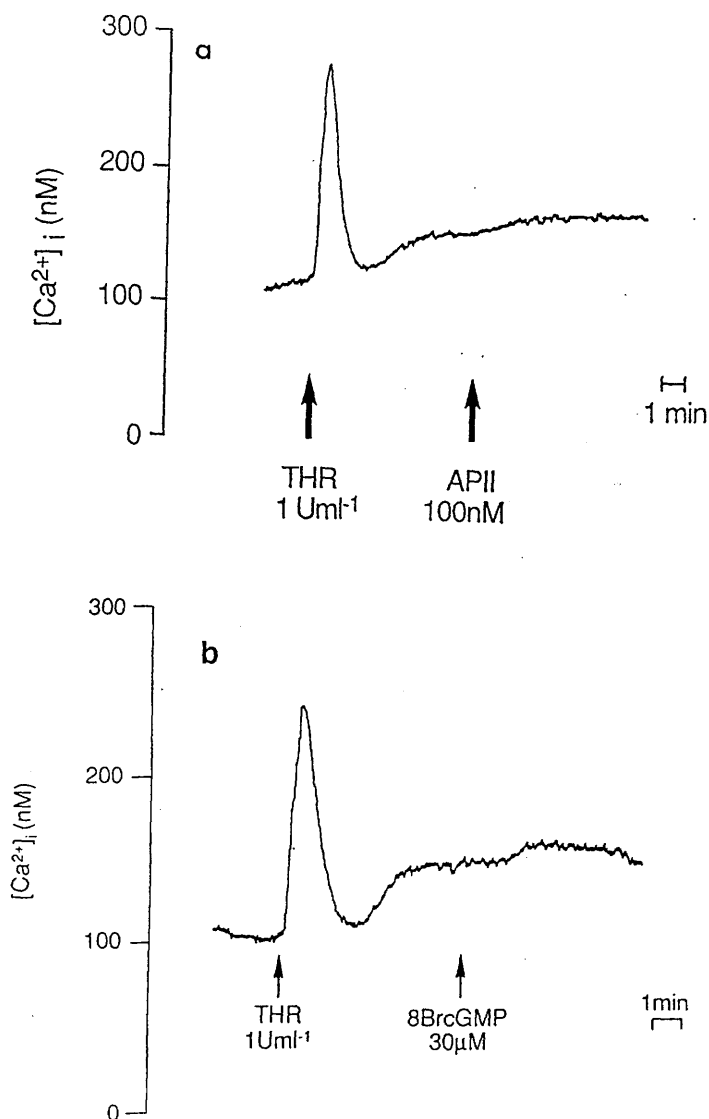 300
a
200
[Ca²⁺] i (nM)
100
0
1 min
THR
1 Uml⁻¹
APII
100nM
300
b
200
[Ca²⁺]i (nM)
100
THR
1Uml⁻¹
8BrcGMP
30µM
1min
0